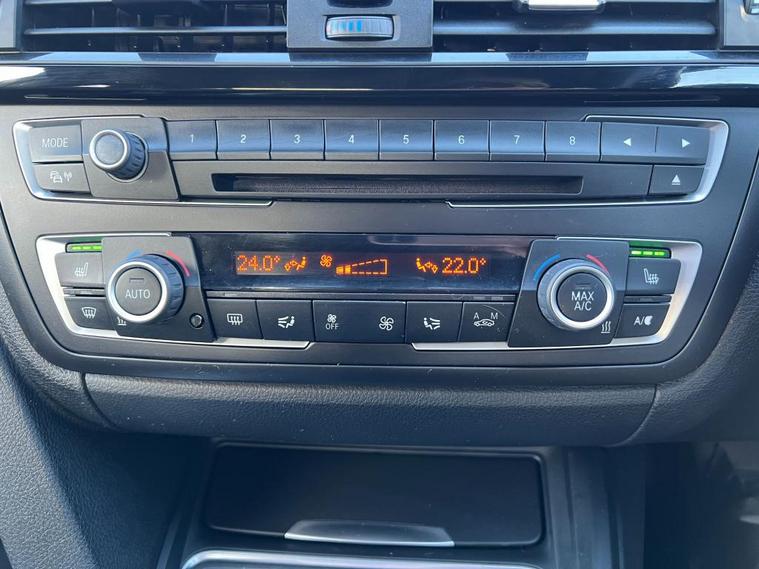 MODE 1 2 3 4 5 6 7 8
24.0° 22.0°
AUTO MAX
A/C
OFF A M A/C